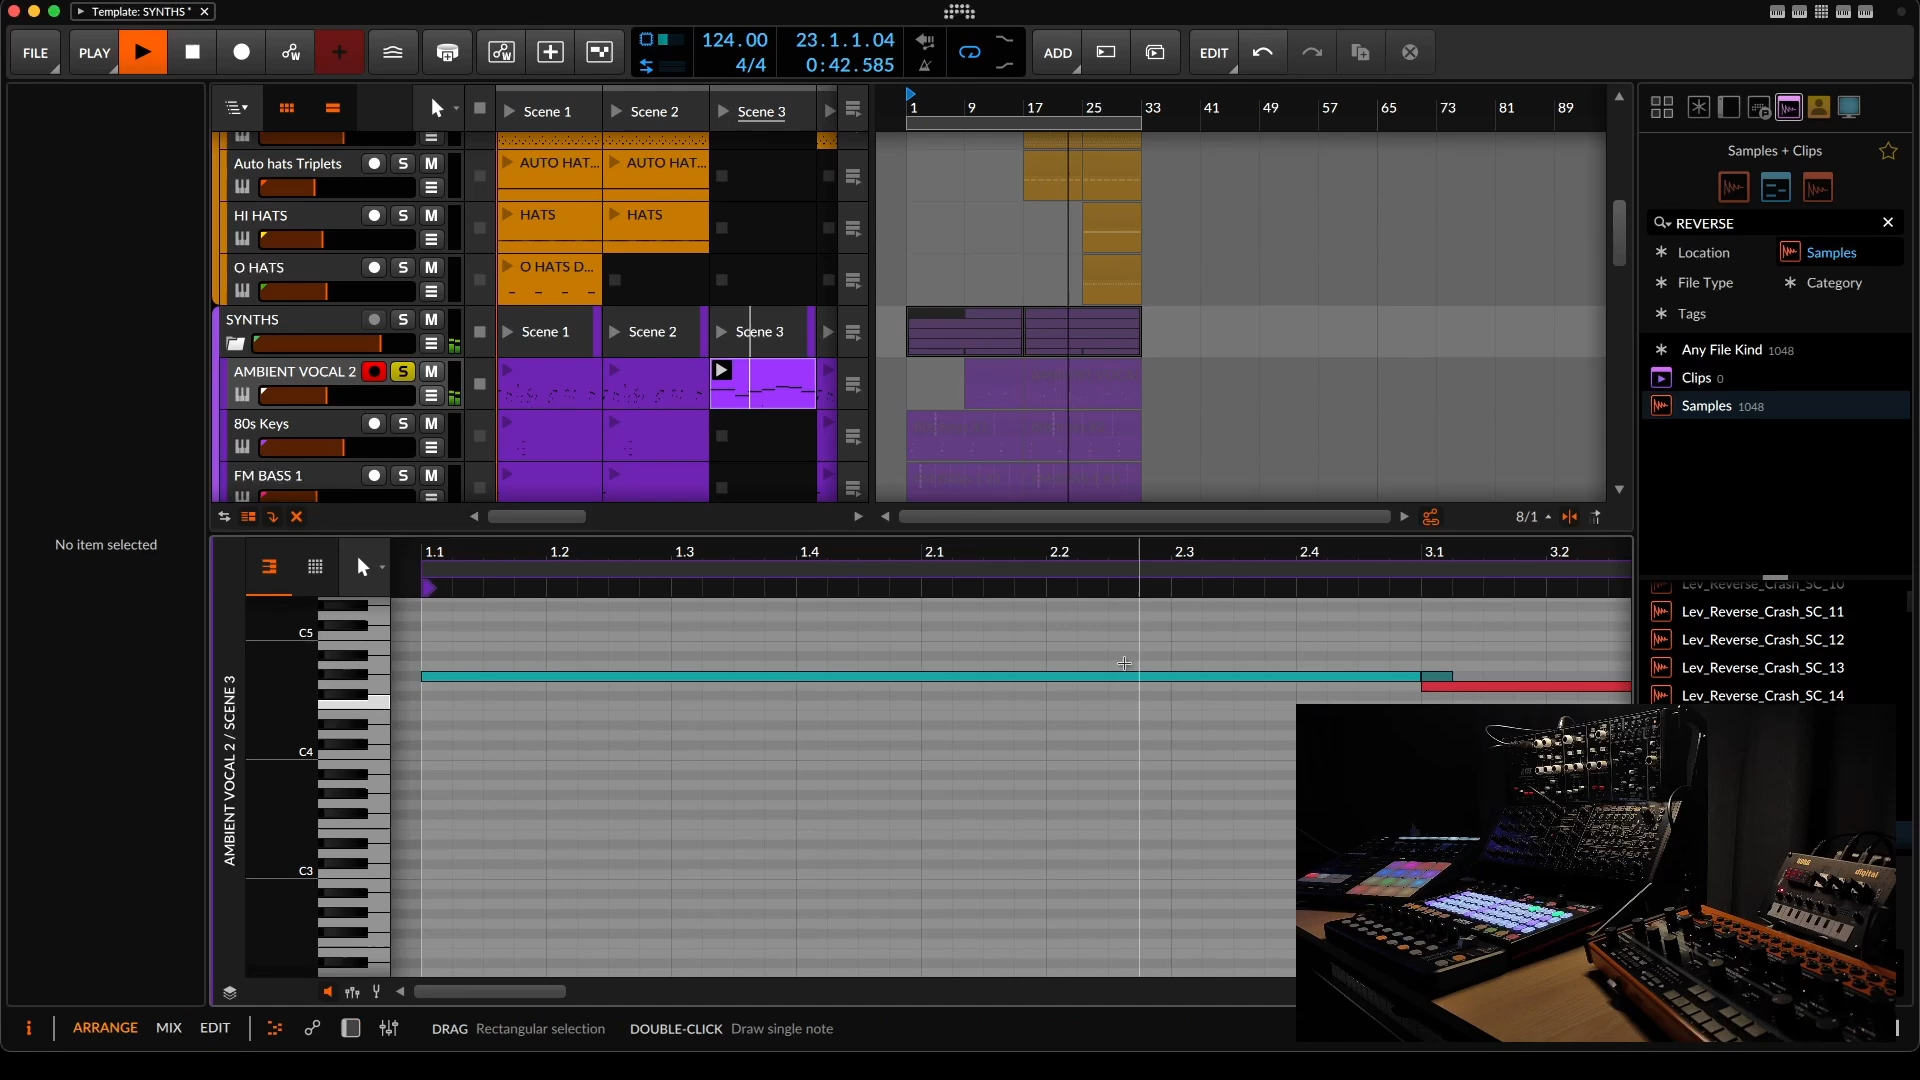 Template: SYNTHS *
FILE
PLAY
124.00
4/4
23.1.1.04
0:42.585
ADD
EDIT
Scene 1
Scene 2
Scene 3
1
9
17
25
33
41
49
57
65
73
81
89
Samples + Clips
Auto hats Triplets
S
M
AUTO HAT...
AUTO HAT...
HI HATS
S
M
HATS
HATS
O HATS
S
M
O HATS D...
SYNTHS
S
M
Scene 1
Scene 2
Scene 3
AMBIENT VOCAL 2
S
M
80s Keys
S
M
FM BASS 1
S
M
REVERSE
Location
Samples
File Type
Category
Tags
Any File Kind 1048
Clips 0
Samples 1048
8/1
No item selected
1.1
1.2
1.3
1.4
2.1
2.2
2.3
2.4
3.1
3.2
C5
C4
C3
AMBIENT VOCAL 2 / SCENE 3
Lev_Reverse_Crash_SC_10
Lev_Reverse_Crash_SC_11
Lev_Reverse_Crash_SC_12
Lev_Reverse_Crash_SC_13
Lev_Reverse_Crash_SC_14
digital
ARRANGE
MIX
EDIT
DRAG Rectangular selection
DOUBLE-CLICK Draw single note